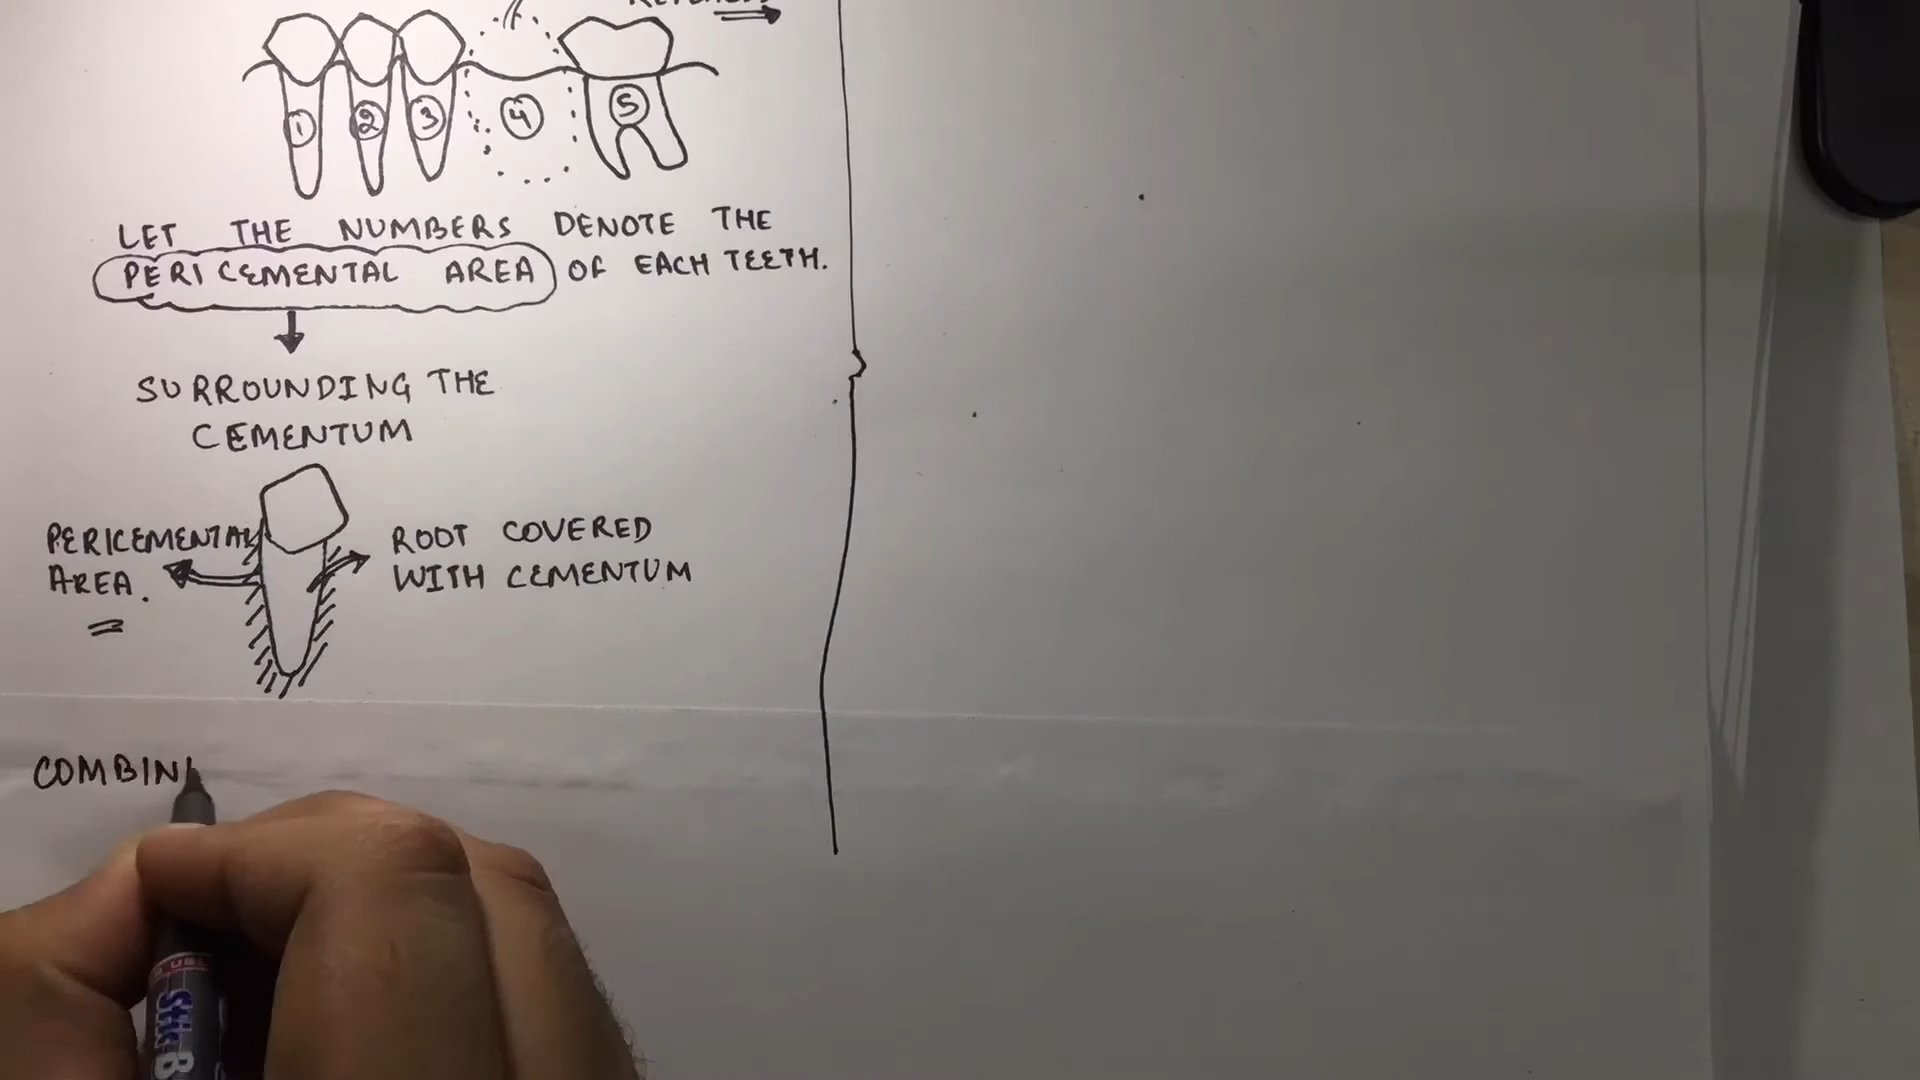 1 2 3 4 5
LET THE NUMBERS DENOTE THE
PERICEMENTAL AREA OF EACH TEETH.
SURROUNDING THE
CEMENTUM
PERICEMENTAL
AREA.
ROOT COVERED
WITH CEMENTUM
COMBINI